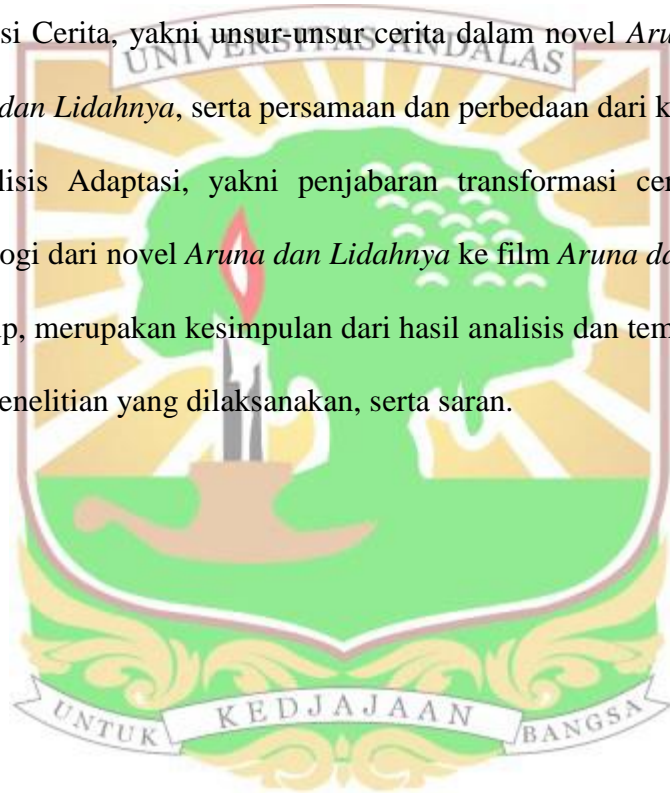 si Cerita, yakni unsur-unsur cerita dalam novel Aru
UNIVERSITAS ANDALAS
dan Lidahnya, serta persamaan dan perbedaan dari k
lisis Adaptasi, yakni penjabaran transformasi cer
ogi dari novel Aruna dan Lidahnya ke film Aruna da
p, merupakan kesimpulan dari hasil analisis dan tem
enelitian yang dilaksanakan, serta saran.
UNTUK KEDJAJAAN BANGSA